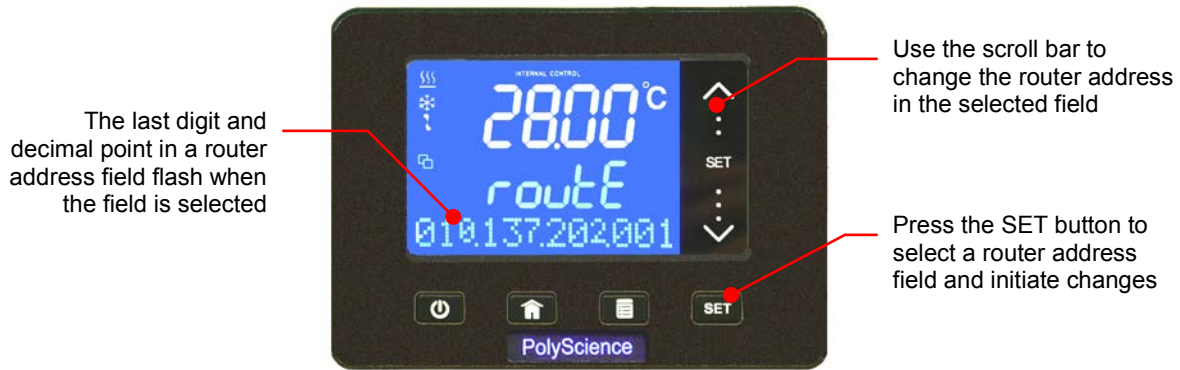 The last digit and
decimal point in a router
address field flash when
the field is selected
INTERNAL CONTROL
28.00°C
SET
routE
010.137.202.001
SET
PolyScience
Use the scroll bar to
change the router address
in the selected field
Press the SET button to
select a router address
field and initiate changes